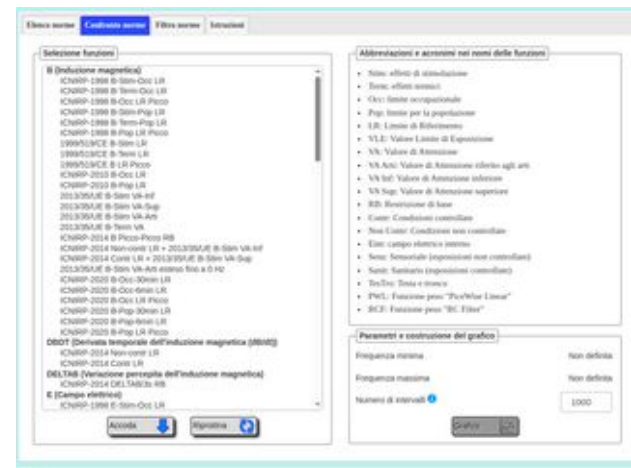 Elenco norme Confronto norme Filtra norme Istruzioni
Selezione funzioni
B (Induzione magnetica)
ICNIRP-1998 B-Stim-Occ LR
ICNIRP-1998 B-Term-Occ LR
ICNIRP-1998 B-Occ LR Picco
ICNIRP-1998 B-Stim-Pop LR
ICNIRP-1998 B-Term-Pop LR
ICNIRP-1998 B-Pop LR Picco
1999/519/CE B-Stim LR
1999/519/CE B-Term LR
1999/519/CE B-LR Picco
ICNIRP-2010 B-Occ LR
ICNIRP-2010 B-Pop LR
2013/35/UE B-Stim VA-Inf
2013/35/UE B-Stim VA-Sup
2013/35/UE B-Stim VA-Arti
2013/35/UE B-Term VA
ICNIRP-2014 B Picco-Picco RB
ICNIRP-2014 Non-contr LR + 2013/35/UE B-Stim VA-Inf
ICNIRP-2014 Contr LR + 2013/35/UE B-Stim VA-Sup
2013/35/UE B-Stim VA-Arti esteso fino a 0 Hz
ICNIRP-2020 B-Occ-30min LR
ICNIRP-2020 B-Occ-6min LR
ICNIRP-2020 B-Occ LR Picco
ICNIRP-2020 B-Pop-30min LR
ICNIRP-2020 B-Pop-6min LR
ICNIRP-2020 B-Pop LR Picco
DBDT (Derivata temporale dell'induzione magnetica (dB/dt))
ICNIRP-2014 Non-contr LR
ICNIRP-2014 Contr LR
DELTAB (Variazione percepita dell'induzione magnetica)
ICNIRP-2014 DELTAB/3s RB
E (Campo elettrico)
ICNIRP-1998 E-Stim-Occ LR
Accoda Ripristina
Abbreviazioni e acronimi nei nomi delle funzioni
Stim: effetti di stimolazione
Term: effetti termici
Occ: limite occupazionale
Pop: limite per la popolazione
LR: Limite di Riferimento
VLE: Valore Limite di Esposizione
VA: Valore di Attenzione
VA Arti: Valore di Attenzione riferito agli arti
VA Inf: Valore di Attenzione inferiore
VA Sup: Valore di Attenzione superiore
RB: Restrizione di base
Contr: Condizioni controllate
Non Contr: Condizioni non controllate
Eint: campo elettrico interno
Sens: Sensoriale (esposizioni non controllate)
Sanit: Sanitario (esposizioni controllate)
TesTro: Testa e tronco
PWL: Funzione peso "PiceWise Linear"
RCF: Funzione peso "RC Filter"
Parametri e costruzione del grafico
Frequenza minima Non definita
Frequenza massima Non definita
Numero di intervalli 1000
Grafico